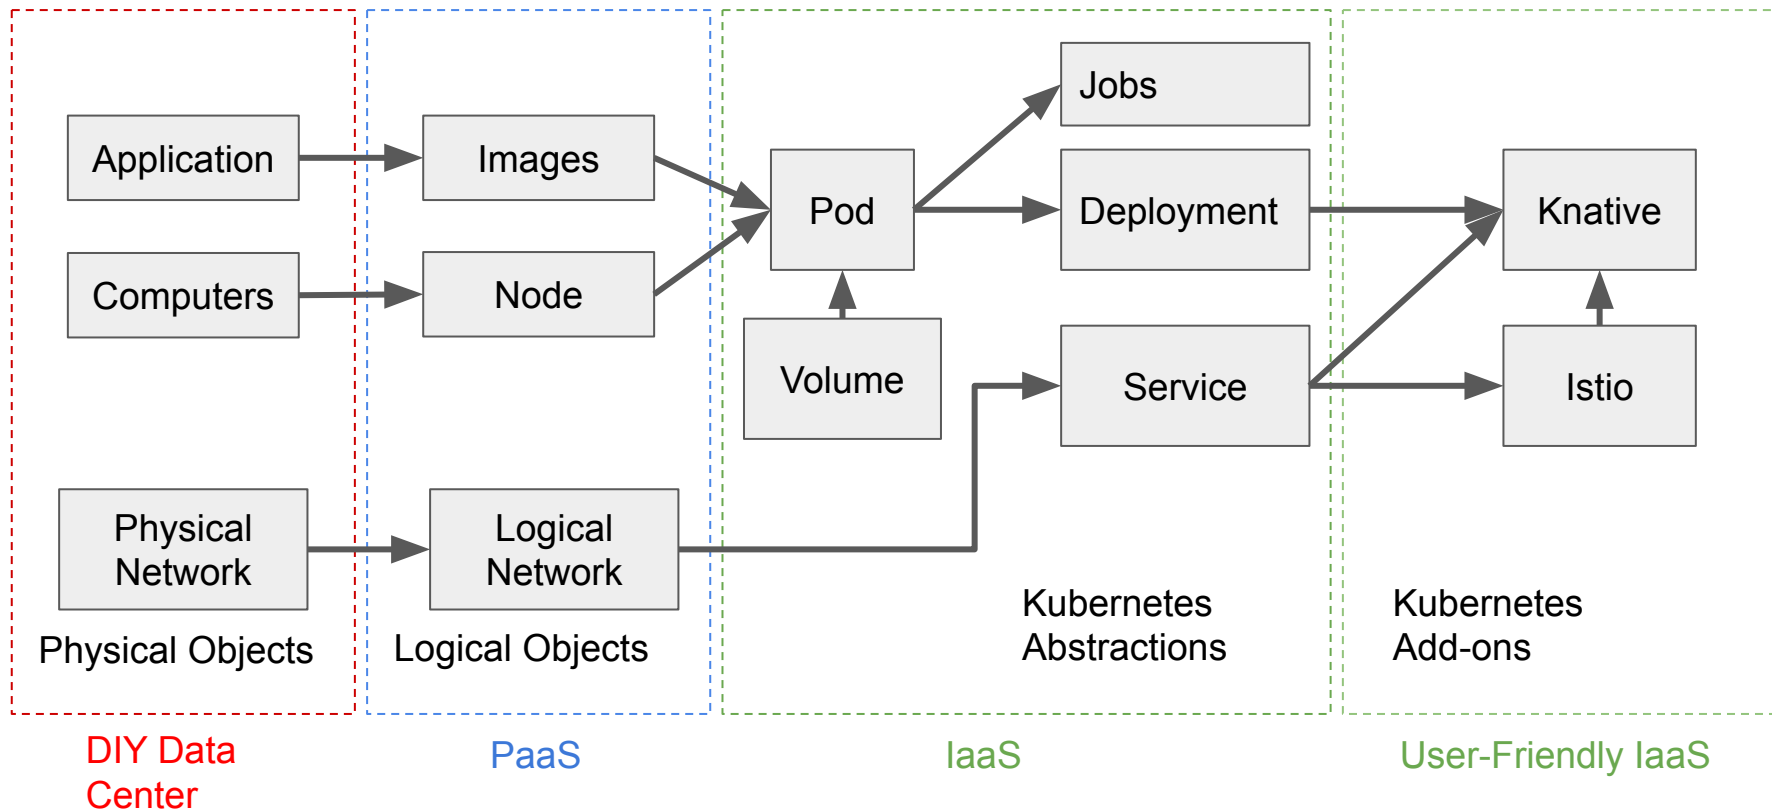 Application
Computers
Physical
Network
Physical Objects
DIY Data
Center
Images
Node
Logical
Network
Logical Objects
PaaS
Pod
Volume
Jobs
Deployment
Service
Kubernetes
Abstractions
IaaS
Knative
Istio
Kubernetes
Add-ons
User-Friendly IaaS